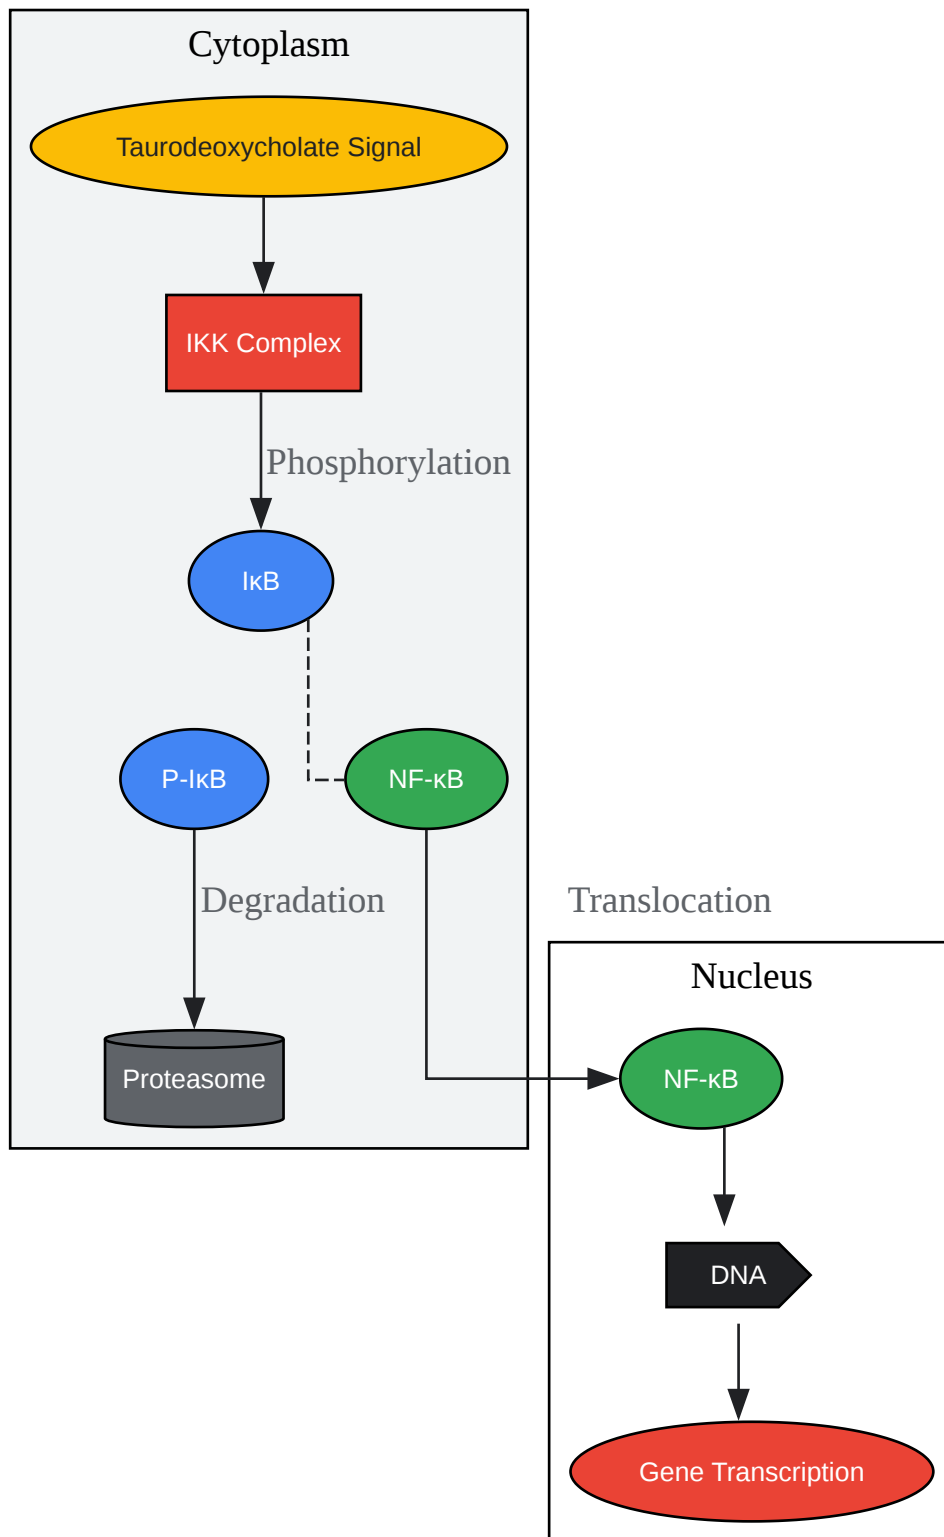 Cytoplasm
Taurodeoxycholate Signal
IKK Complex
Phosphorylation
IκB
P-IκB
NF-κB
Degradation
Translocation
Nucleus
Proteasome
NF-κB
DNA
Gene Transcription